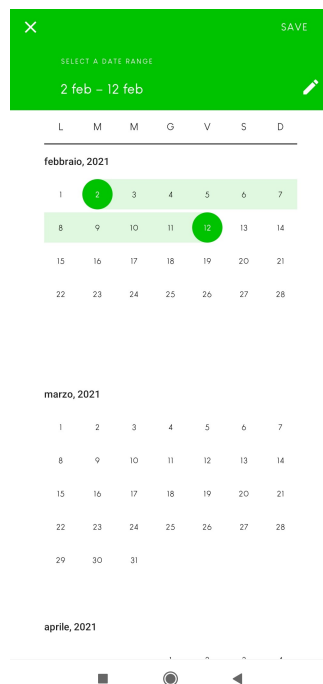 SAVE
SELECT A DATE RANGE
2 feb – 12 feb
L M M G V S D
febbraio, 2021
1 2 3 4 5 6 7
8 9 10 11 12 13 14
15 16 17 18 19 20 21
22 23 24 25 26 27 28
marzo, 2021
1 2 3 4 5 6 7
8 9 10 11 12 13 14
15 16 17 18 19 20 21
22 23 24 25 26 27 28
29 30 31
aprile, 2021